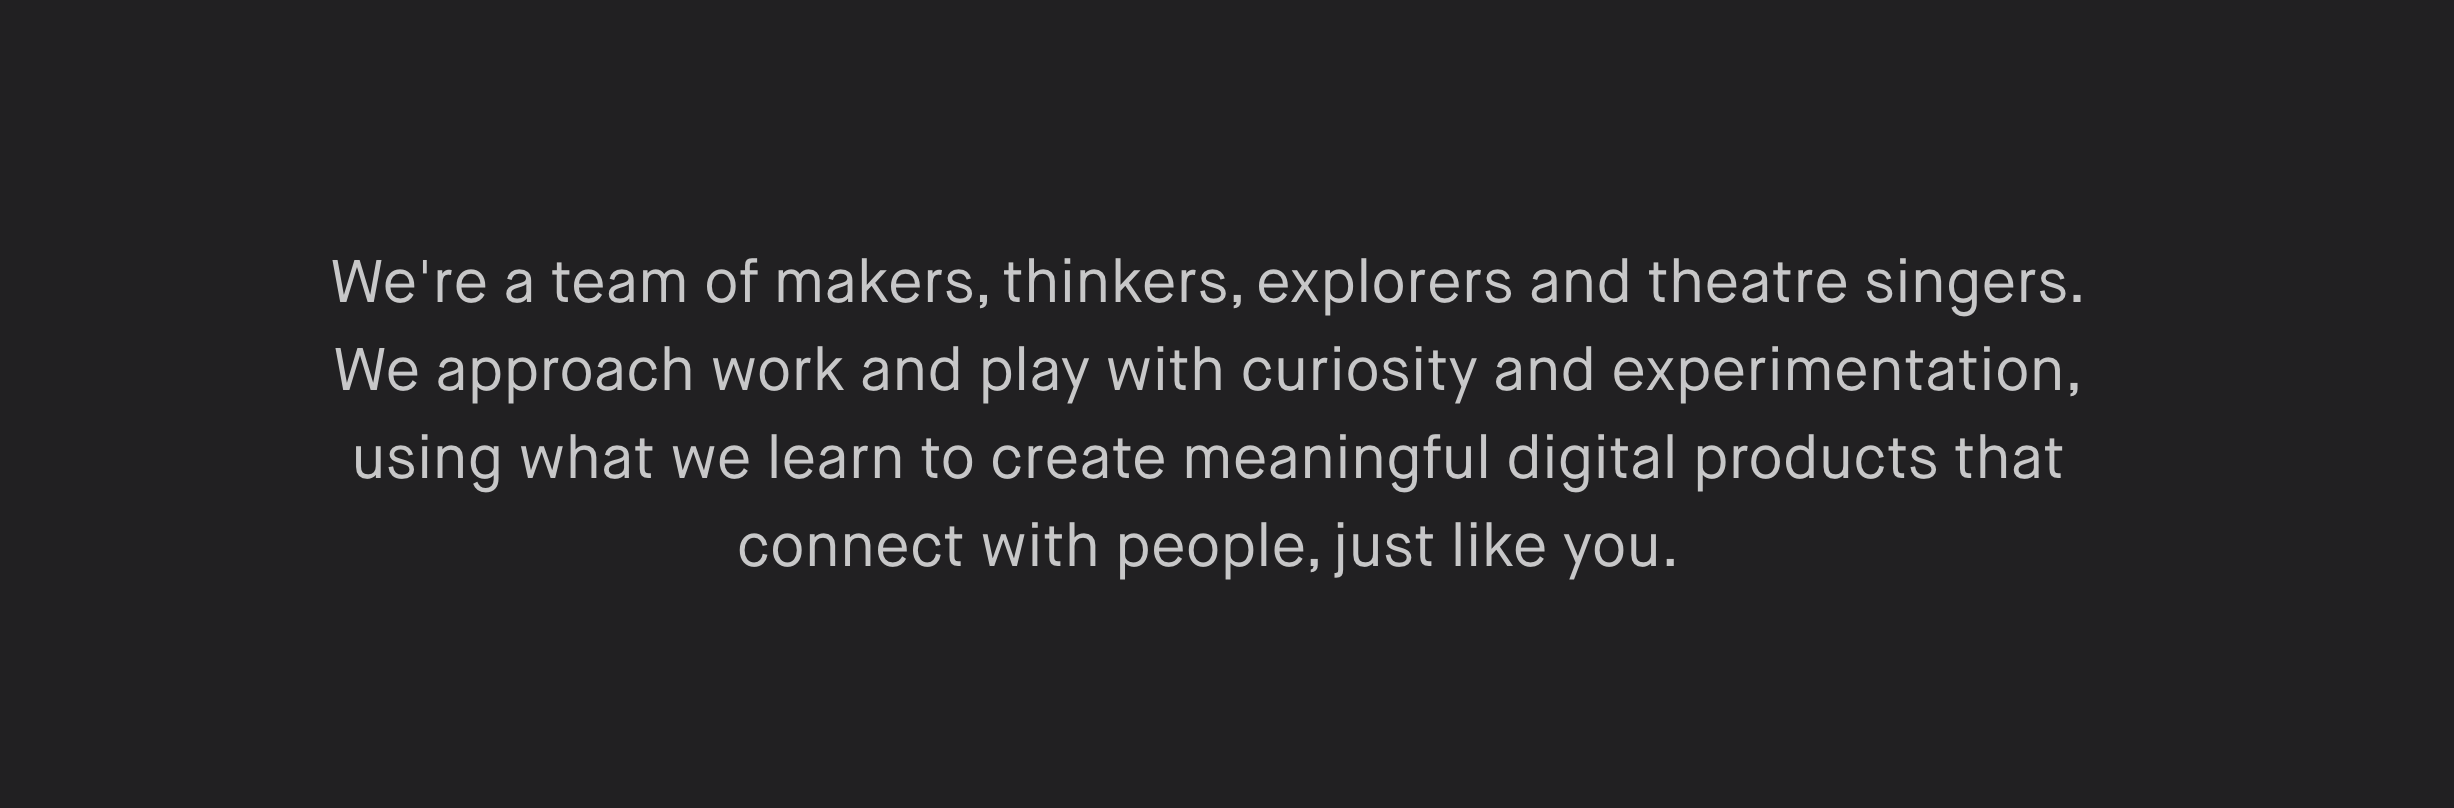 We're a team of makers, thinkers, explorers and theatre singers.
We approach work and play with curiosity and experimentation,
using what we learn to create meaningful digital products that
connect with people, just like you.